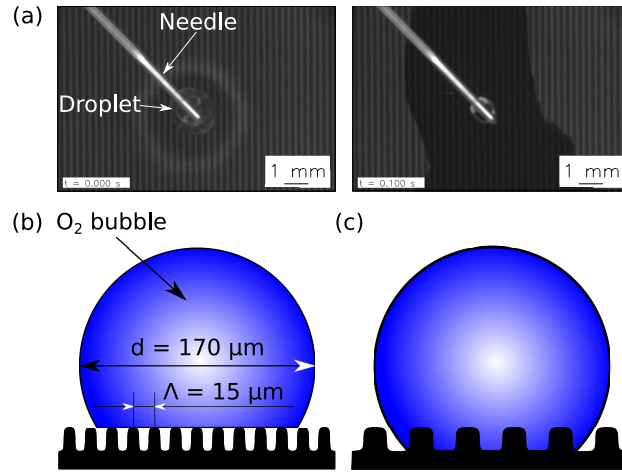 (a)
Needle
Droplet
1 mm
t = 0.000 s
1 mm
t = 0.100 s
(b) O₂ bubble
(c)
d = 170 μm
Λ = 15 μm